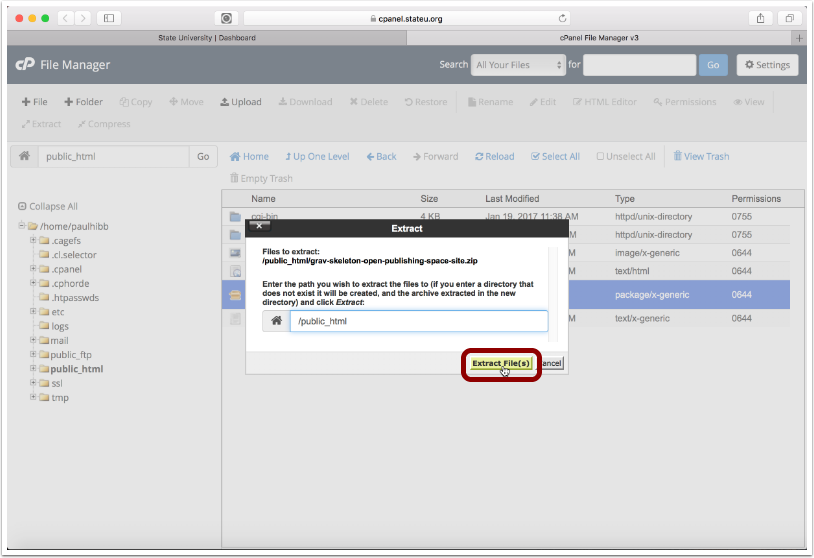 cpanel.stateu.org
State University | Dashboard
cPanel File Manager v3
cP File Manager
Search All Your Files for Go Settings
File Folder Copy Move Upload Download Delete Restore Rename Edit HTML Editor Permissions View
Extract Compress
public_html Go Home Up One Level Back Forward Reload Select All Unselect All View Trash
Empty Trash
Collapse All
/home/paulhibb
.cagefs
.cl.selector
.cpanel
.cphorde
.htpasswds
etc
logs
mail
public_ftp
public_html
ssl
tmp
Name Size Last Modified Type Permissions
cgi-bin 4 KB Jan 19, 2017 11:38 AM httpd/unix-directory 0755
M httpd/unix-directory 0755
M image/x-generic 0644
M text/html 0644
package/x-generic 0644
M text/x-generic 0644
Extract
Files to extract:
/public_html/grav-skeleton-open-publishing-space-site.zip
Enter the path you wish to extract the files to (if you enter a directory that
does not exist it will be created, and the archive extracted in the new
directory) and click Extract:
/public_html
Extract File(s)